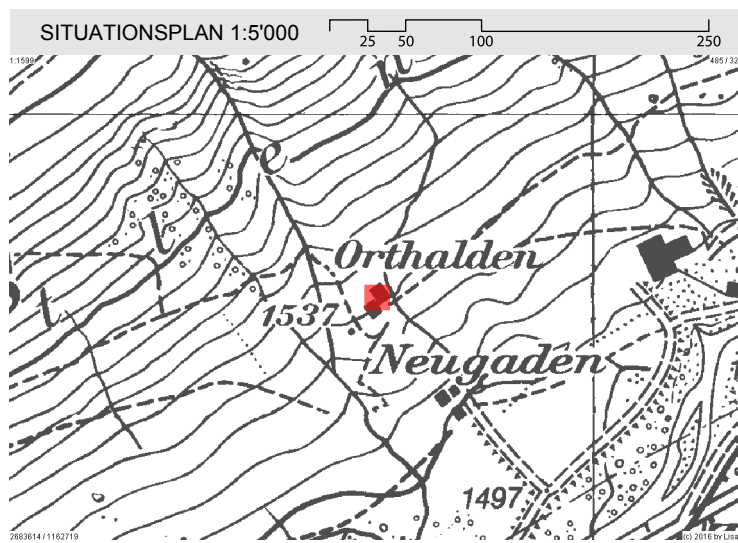 SITUATIONSPLAN 1:5'000
25 50 100 250
1:1599
485 / 32
e
Orthalden
1537
Neugaden
1497
2683614 / 1162719
(c) 2016 by Lisa